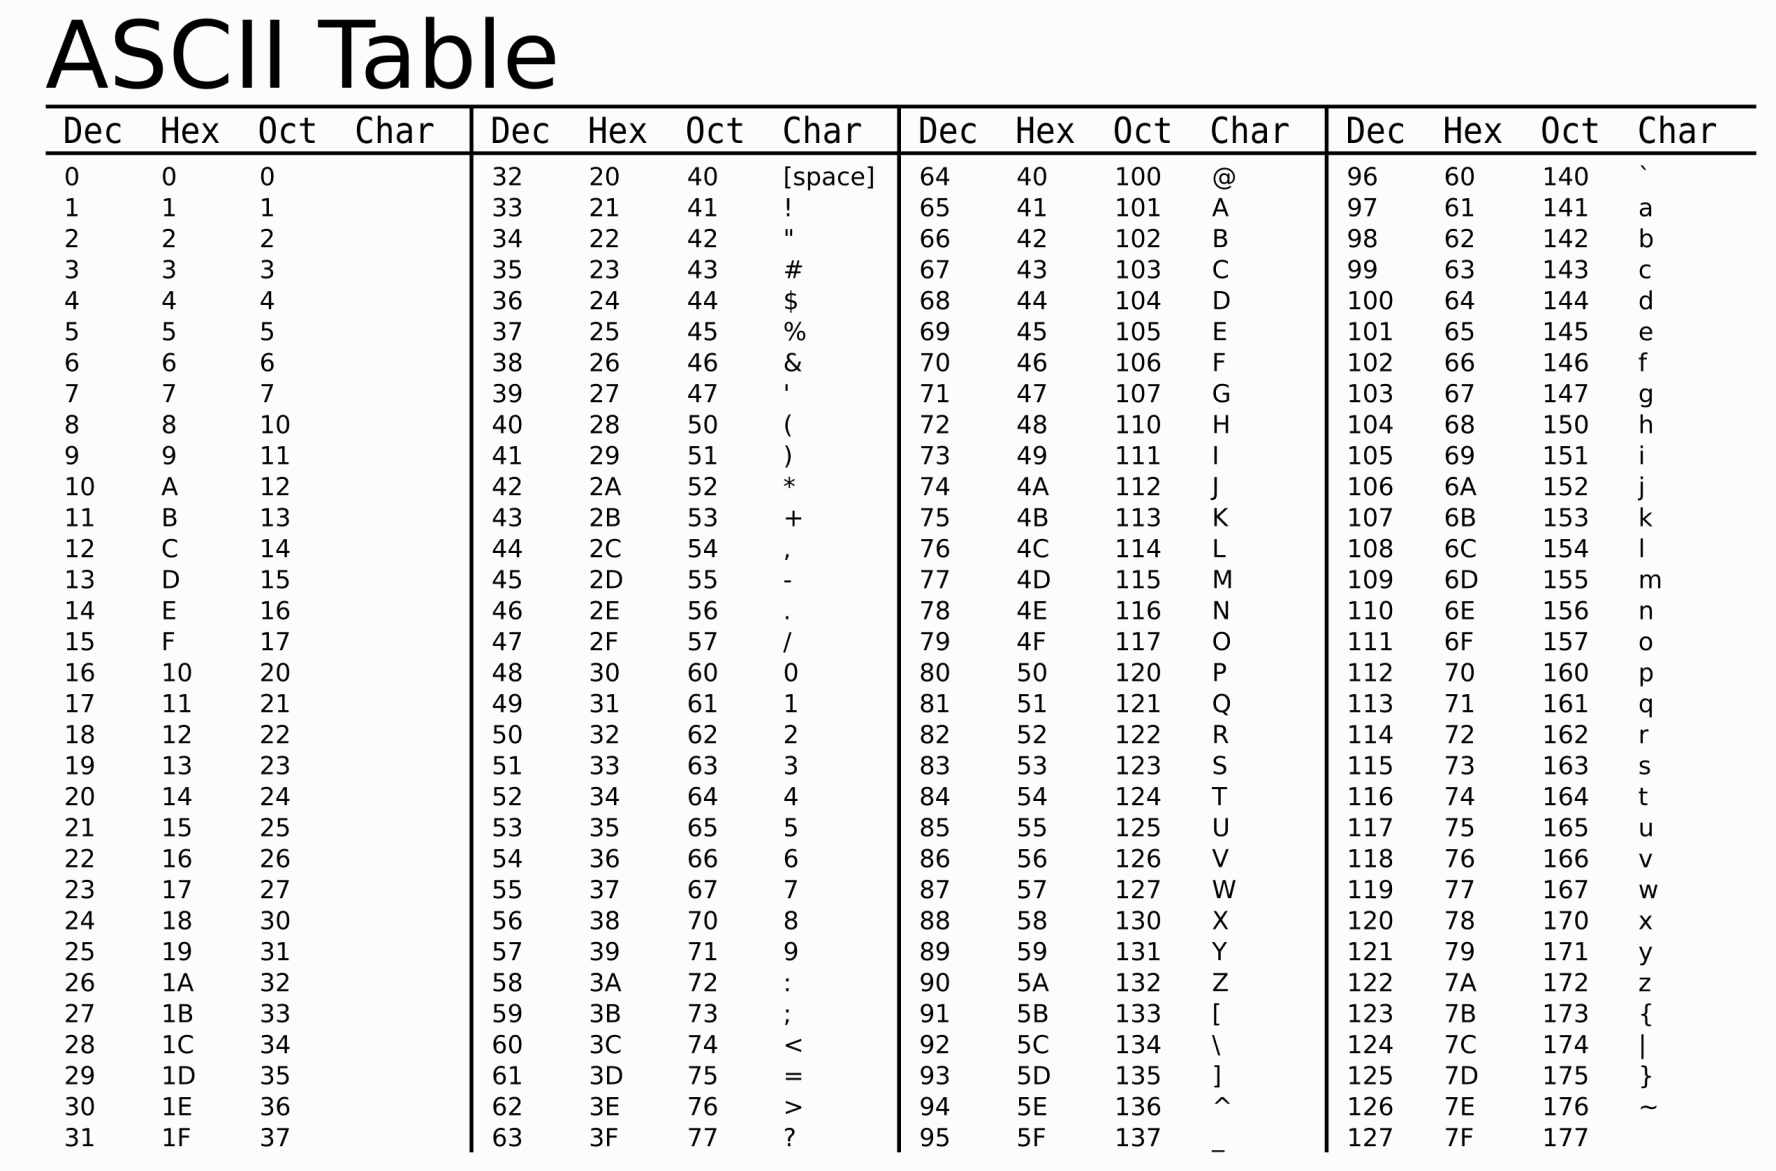 ASCII Table
Dec Hex Oct Char Dec Hex Oct Char Dec Hex Oct Char Dec Hex Oct Char
0 0 0 32 20 40 [space] 64 40 100 @ 96 60 140 `
1 1 1 33 21 41 ! 65 41 101 A 97 61 141 a
2 2 2 34 22 42 " 66 42 102 B 98 62 142 b
3 3 3 35 23 43 # 67 43 103 C 99 63 143 c
4 4 4 36 24 44 $ 68 44 104 D 100 64 144 d
5 5 5 37 25 45 % 69 45 105 E 101 65 145 e
6 6 6 38 26 46 & 70 46 106 F 102 66 146 f
7 7 7 39 27 47 ' 71 47 107 G 103 67 147 g
8 8 10 40 28 50 ( 72 48 110 H 104 68 150 h
9 9 11 41 29 51 ) 73 49 111 I 105 69 151 i
10 A 12 42 2A 52 * 74 4A 112 J 106 6A 152 j
11 B 13 43 2B 53 + 75 4B 113 K 107 6B 153 k
12 C 14 44 2C 54 , 76 4C 114 L 108 6C 154 l
13 D 15 45 2D 55 - 77 4D 115 M 109 6D 155 m
14 E 16 46 2E 56 . 78 4E 116 N 110 6E 156 n
15 F 17 47 2F 57 / 79 4F 117 O 111 6F 157 o
16 10 20 48 30 60 0 80 50 120 P 112 70 160 p
17 11 21 49 31 61 1 81 51 121 Q 113 71 161 q
18 12 22 50 32 62 2 82 52 122 R 114 72 162 r
19 13 23 51 33 63 3 83 53 123 S 115 73 163 s
20 14 24 52 34 64 4 84 54 124 T 116 74 164 t
21 15 25 53 35 65 5 85 55 125 U 117 75 165 u
22 16 26 54 36 66 6 86 56 126 V 118 76 166 v
23 17 27 55 37 67 7 87 57 127 W 119 77 167 w
24 18 30 56 38 70 8 88 58 130 X 120 78 170 x
25 19 31 57 39 71 9 89 59 131 Y 121 79 171 y
26 1A 32 58 3A 72 : 90 5A 132 Z 122 7A 172 z
27 1B 33 59 3B 73 ; 91 5B 133 [ 123 7B 173 {
28 1C 34 60 3C 74 < 92 5C 134 \ 124 7C 174 |
29 1D 35 61 3D 75 = 93 5D 135 ] 125 7D 175 }
30 1E 36 62 3E 76 > 94 5E 136 ^ 126 7E 176 ~
31 1F 37 63 3F 77 ? 95 5F 137 _ 127 7F 177